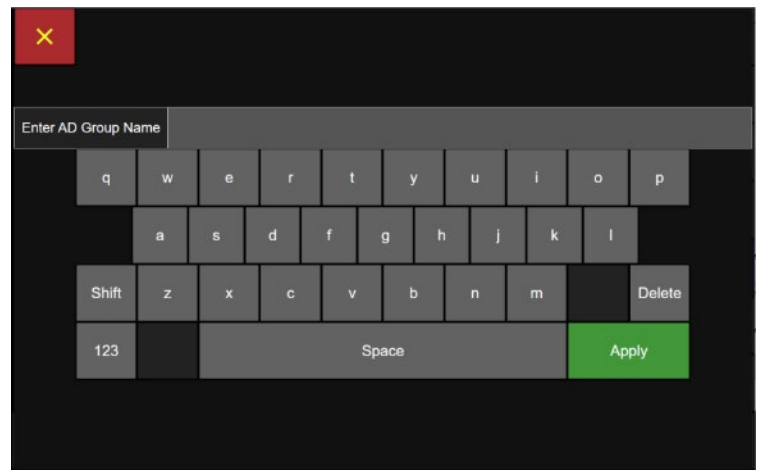 ×
Enter AD Group Name
q w e r t y u i o p
a s d f g h j k l
Shift z x c v b n m Delete
123 Space Apply